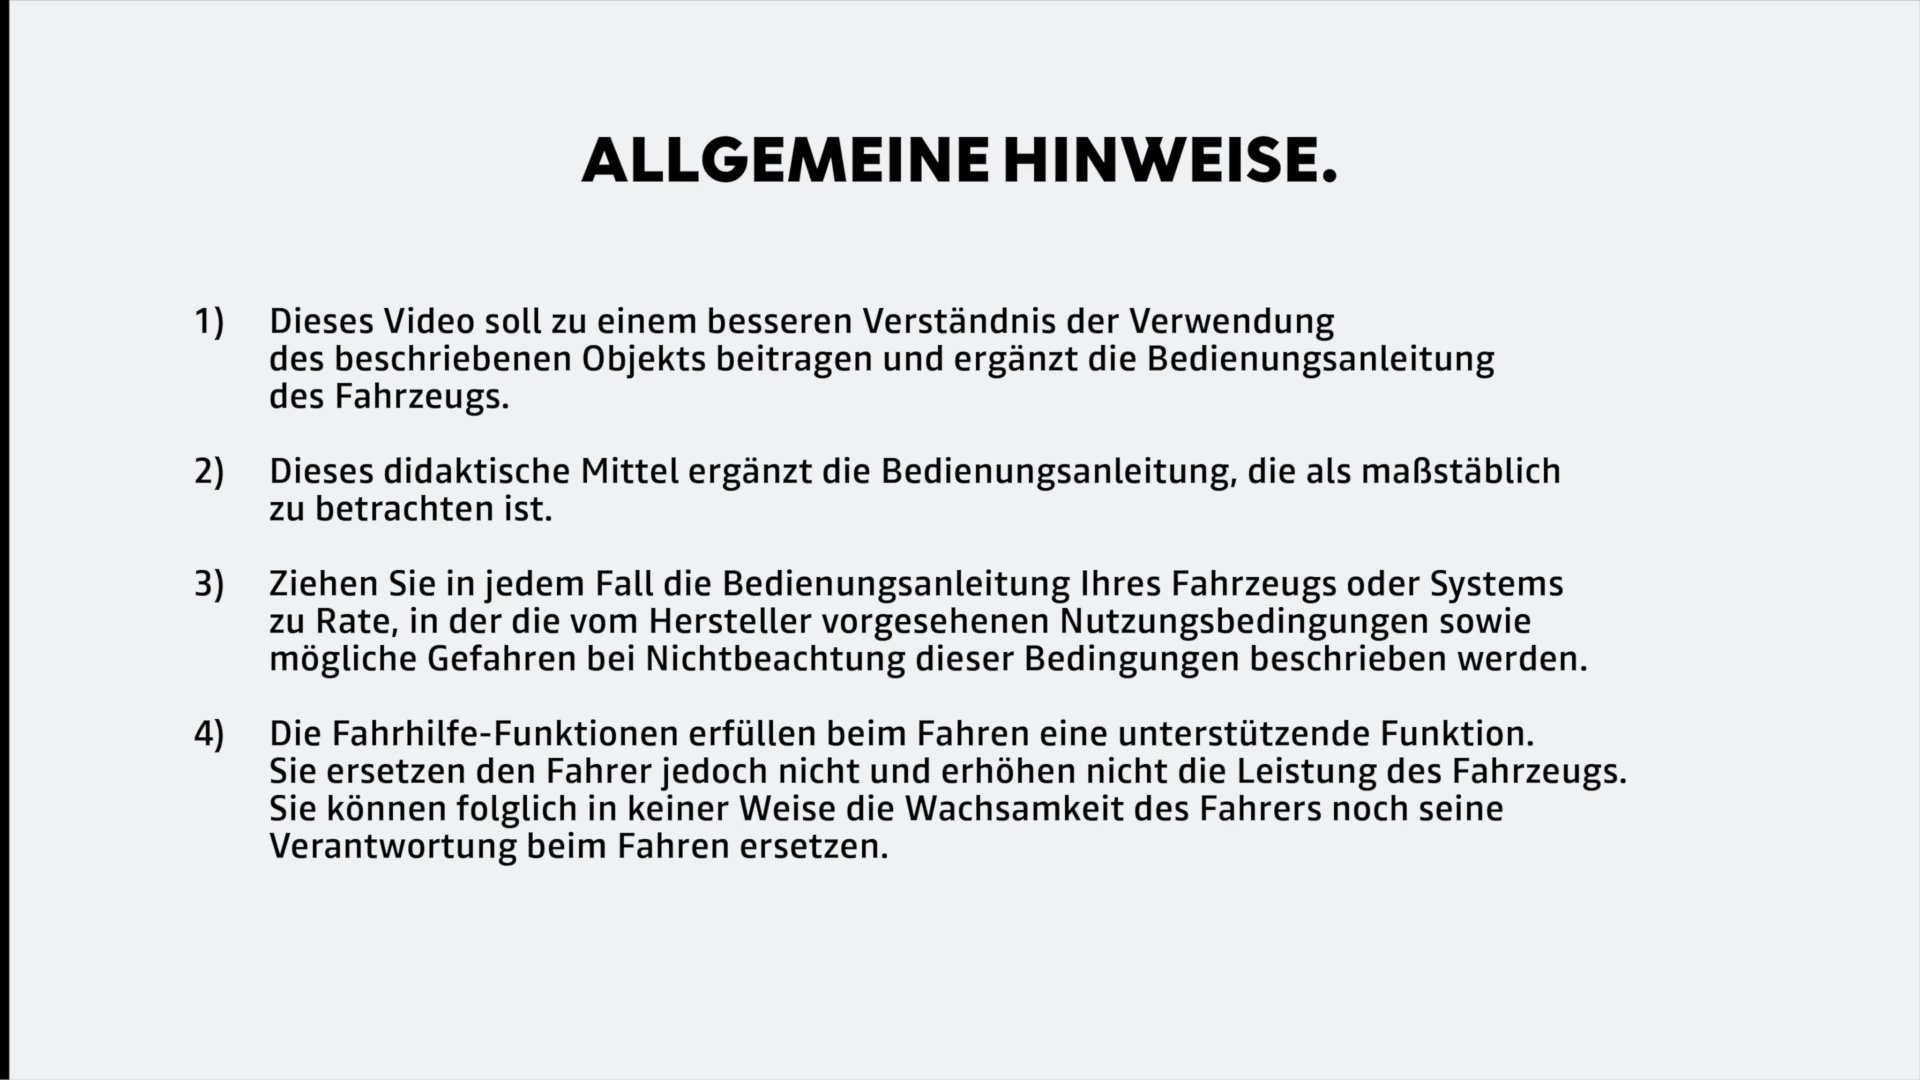 ALLGEMEINE HINWEISE.
1) Dieses Video soll zu einem besseren Verständnis der Verwendung
des beschriebenen Objekts beitragen und ergänzt die Bedienungsanleitung
des Fahrzeugs.
2) Dieses didaktische Mittel ergänzt die Bedienungsanleitung, die als maßstäblich
zu betrachten ist.
3) Ziehen Sie in jedem Fall die Bedienungsanleitung Ihres Fahrzeugs oder Systems
zu Rate, in der die vom Hersteller vorgesehenen Nutzungsbedingungen sowie
mögliche Gefahren bei Nichtbeachtung dieser Bedingungen beschrieben werden.
4) Die Fahrhilfe-Funktionen erfüllen beim Fahren eine unterstützende Funktion.
Sie ersetzen den Fahrer jedoch nicht und erhöhen nicht die Leistung des Fahrzeugs.
Sie können folglich in keiner Weise die Wachsamkeit des Fahrers noch seine
Verantwortung beim Fahren ersetzen.